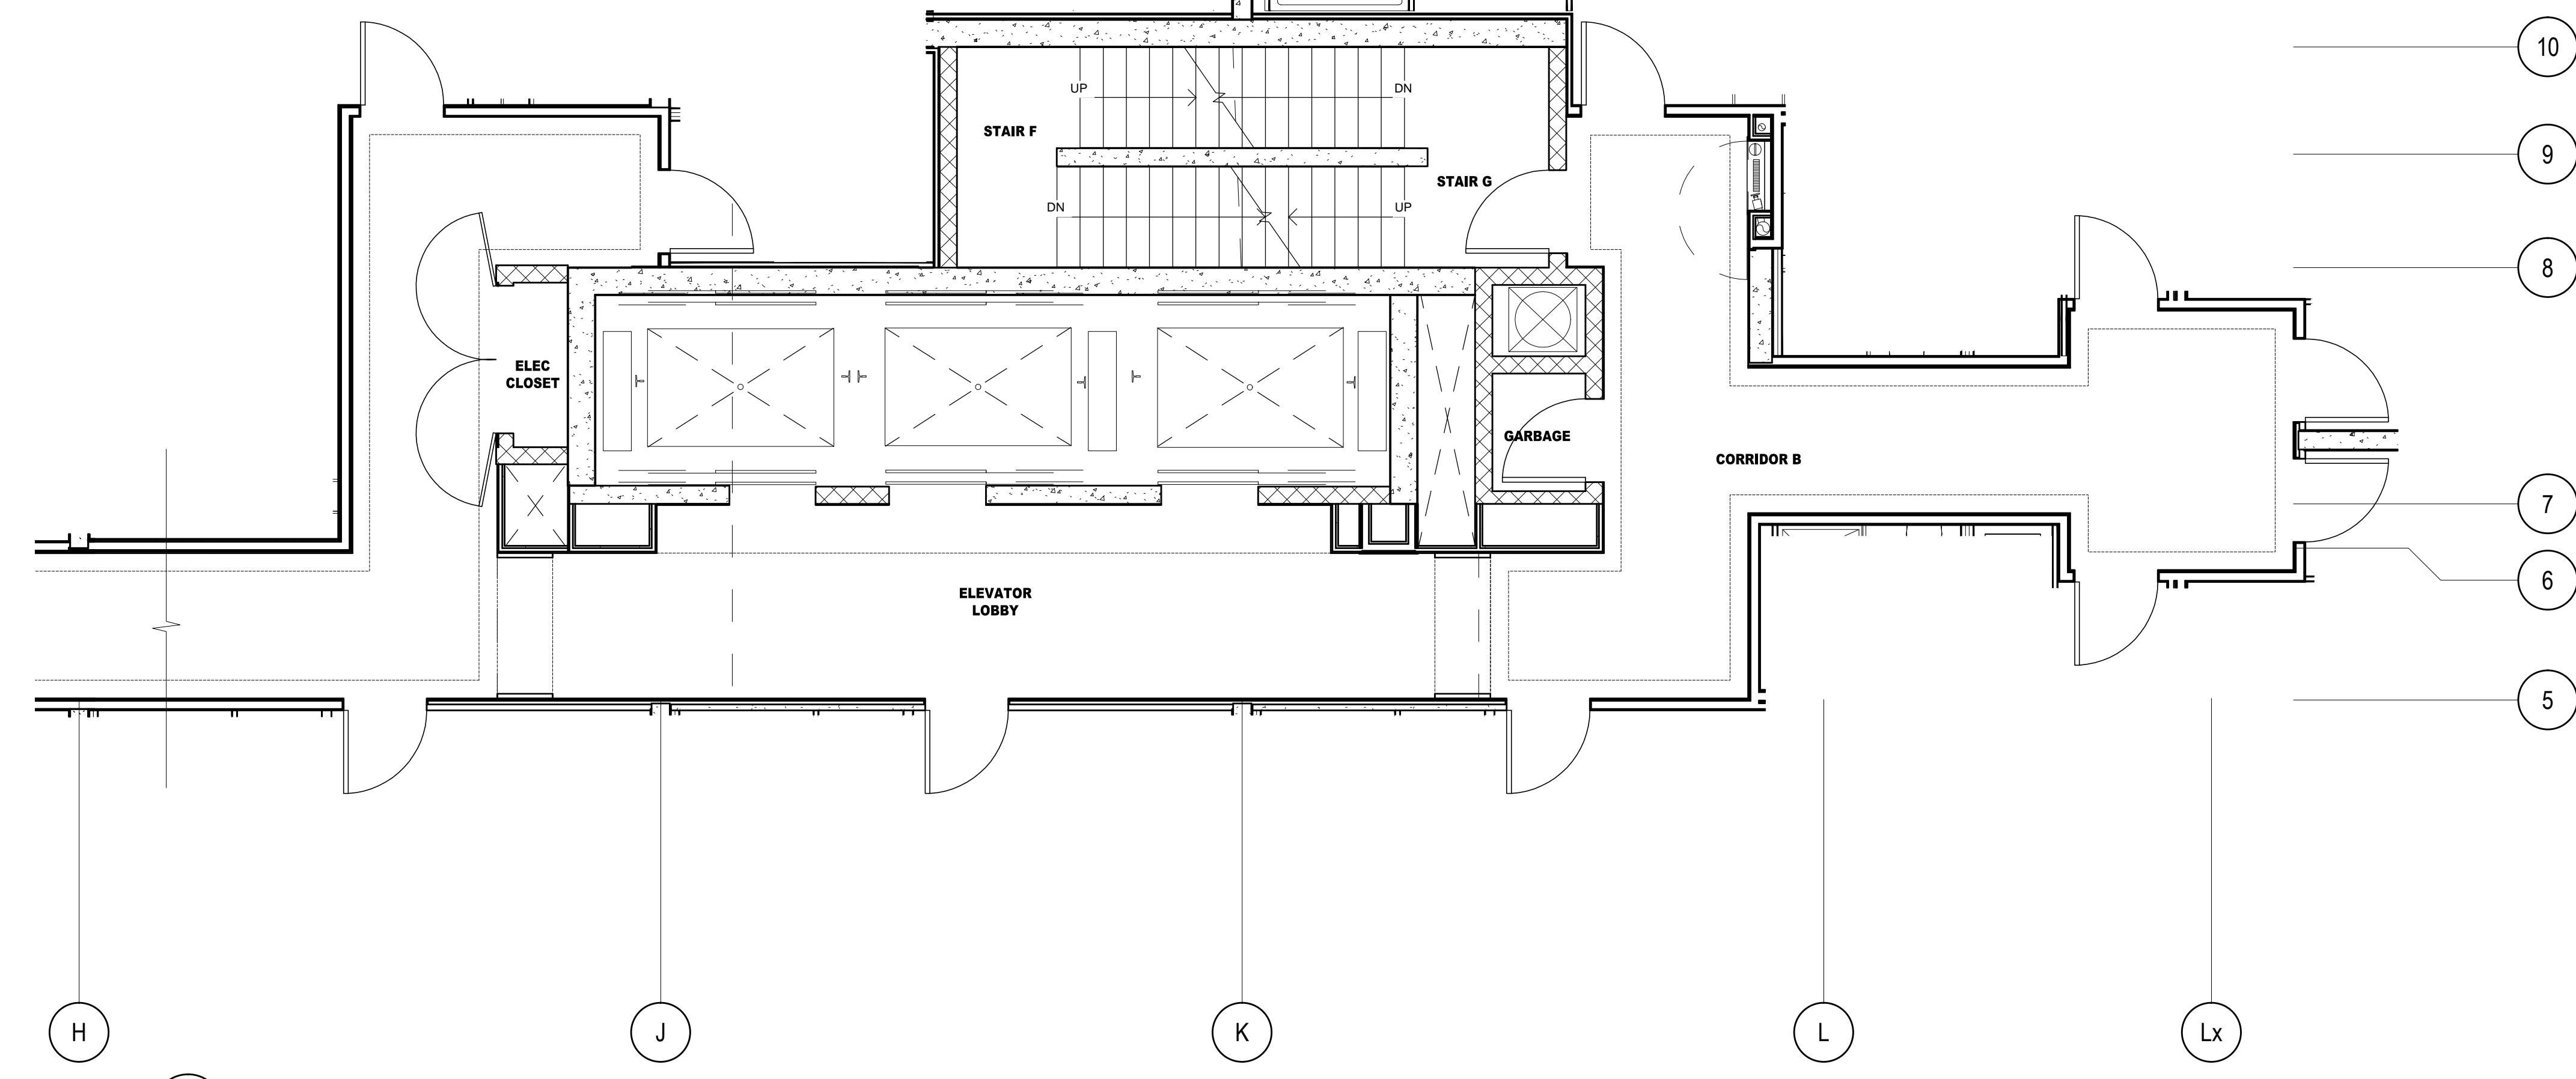 10
UP
DN
STAIR F
9
STAIR G
DN
UP
8
ELEC
CLOSET
GARBAGE
CORRIDOR B
7
6
ELEVATOR
LOBBY
5
H
J
K
L
Lx